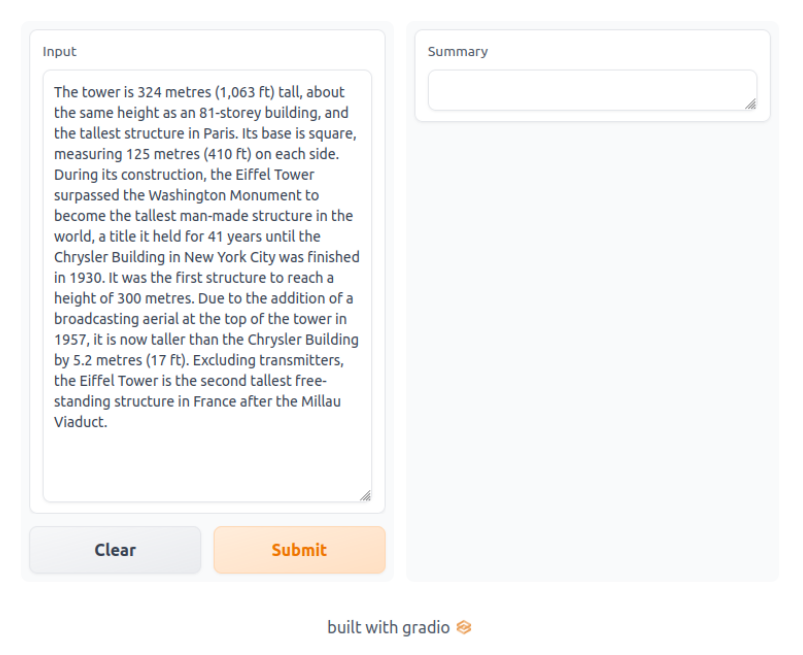 Input
The tower is 324 metres (1,063 ft) tall, about
the same height as an 81-storey building, and
the tallest structure in Paris. Its base is square,
measuring 125 metres (410 ft) on each side.
During its construction, the Eiffel Tower
surpassed the Washington Monument to
become the tallest man-made structure in the
world, a title it held for 41 years until the
Chrysler Building in New York City was finished
in 1930. It was the first structure to reach a
height of 300 metres. Due to the addition of a
broadcasting aerial at the top of the tower in
1957, it is now taller than the Chrysler Building
by 5.2 metres (17 ft). Excluding transmitters,
the Eiffel Tower is the second tallest free-
standing structure in France after the Millau
Viaduct.
Clear
Submit
Summary
built with gradio